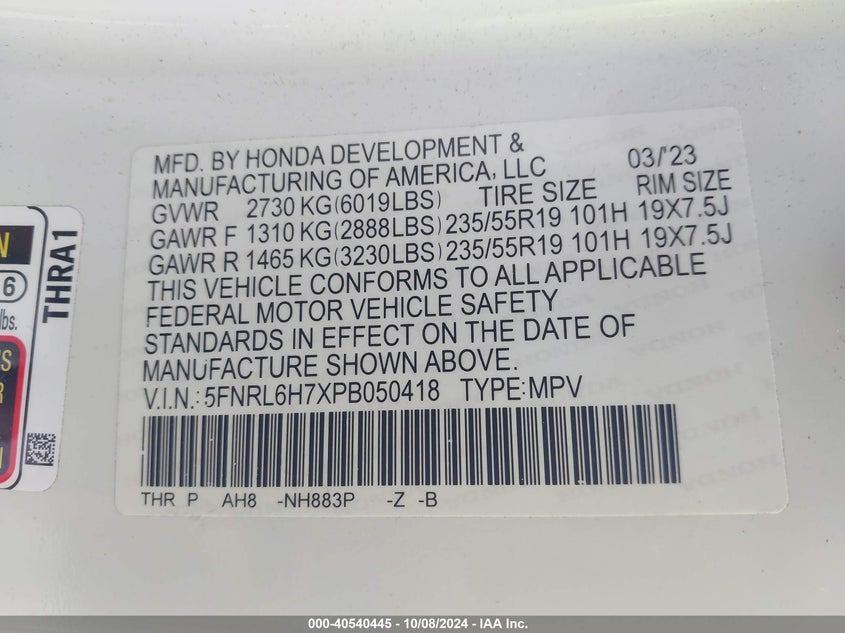 MFD. BY HONDA DEVELOPMENT &
MANUFACTURING OF AMERICA, LLC 03/'23
GVWR 2730 KG(6019LBS) TIRE SIZE RIM SIZE
GAWR F 1310 KG(2888LBS) 235/55R19 101H 19X7.5J
GAWR R 1465 KG(3230LBS) 235/55R19 101H 19X7.5J
THIS VEHICLE CONFORMS TO ALL APPLICABLE
FEDERAL MOTOR VEHICLE SAFETY
STANDARDS IN EFFECT ON THE DATE OF
MANUFACTURE SHOWN ABOVE.
V.I.N.: 5FNRL6H7XPB050418 TYPE: MPV
THR P AH8 -NH883P -Z -B
THRA1
6
lbs.
000-40540445 - 10/08/2024 - IAA Inc.